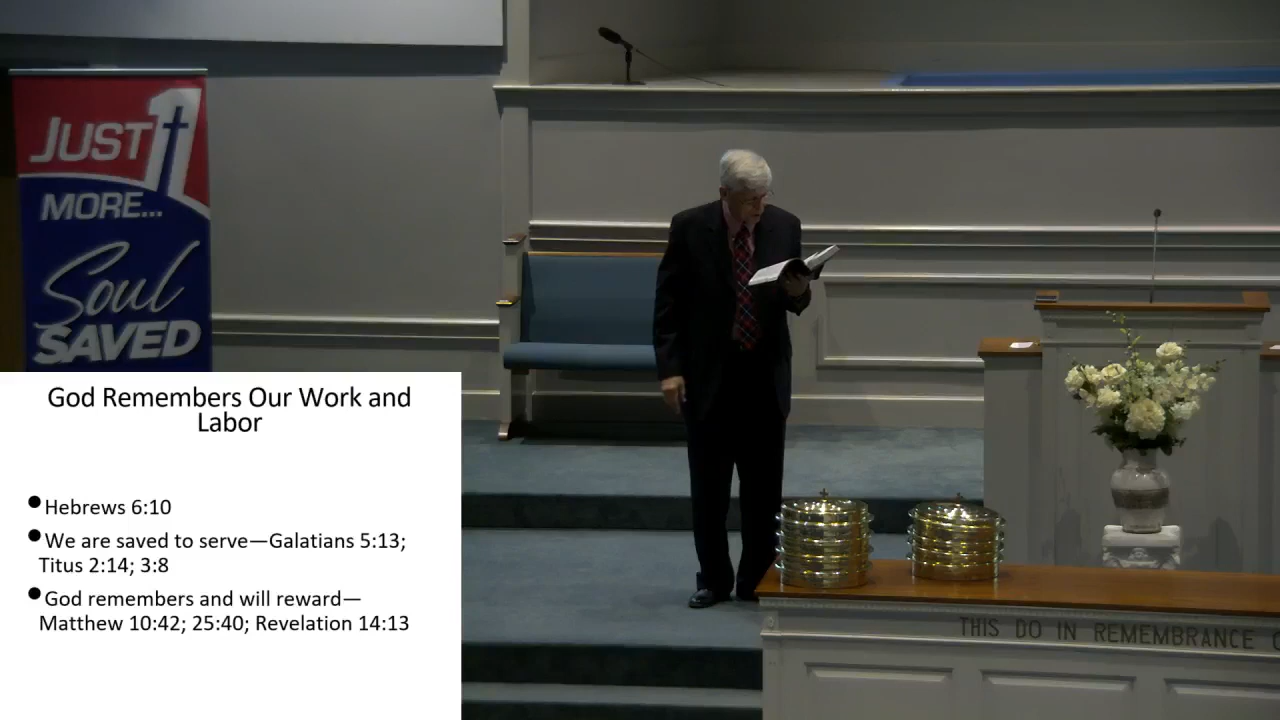 JUST 1
MORE...
Soul
SAVED
God Remembers Our Work and
Labor
•Hebrews 6:10
•We are saved to serve—Galatians 5:13;
Titus 2:14; 3:8
•God remembers and will reward—
Matthew 10:42; 25:40; Revelation 14:13
THIS DO IN REMEMBRANCE